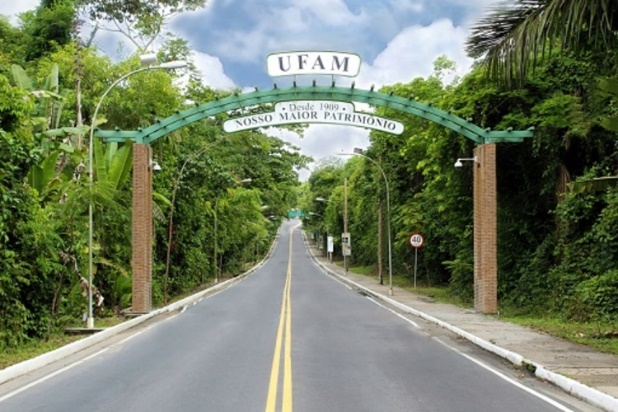 UFAM
Desde 1909
NOSSO MAIOR PATRIMÔNIO
40